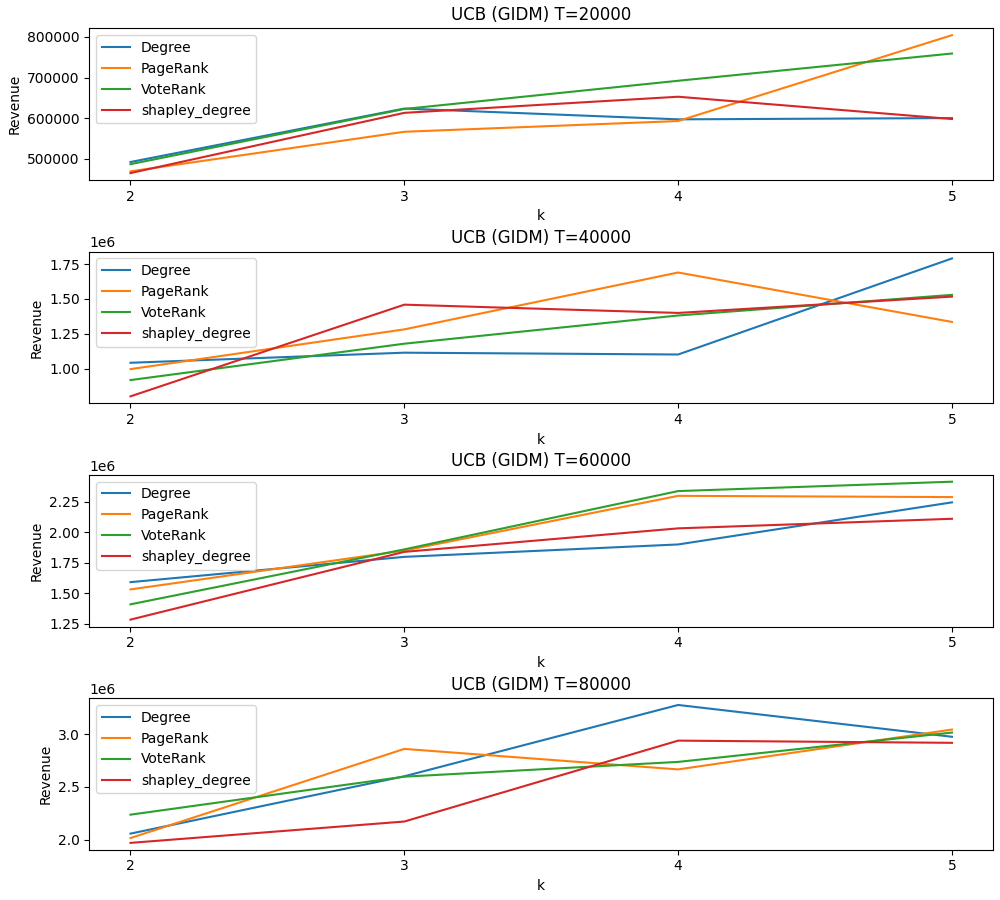 UCB (GIDM) T=20000
800000
700000
600000
500000
Revenue
Degree
PageRank
VoteRank
shapley_degree
2 3 4 5
k
UCB (GIDM) T=40000
1e6
1.75
1.50
1.25
1.00
Revenue
Degree
PageRank
VoteRank
shapley_degree
2 3 4 5
k
UCB (GIDM) T=60000
1e6
2.25
2.00
1.75
1.50
1.25
Revenue
Degree
PageRank
VoteRank
shapley_degree
2 3 4 5
k
UCB (GIDM) T=80000
1e6
3.0
2.5
2.0
Revenue
Degree
PageRank
VoteRank
shapley_degree
2 3 4 5
k